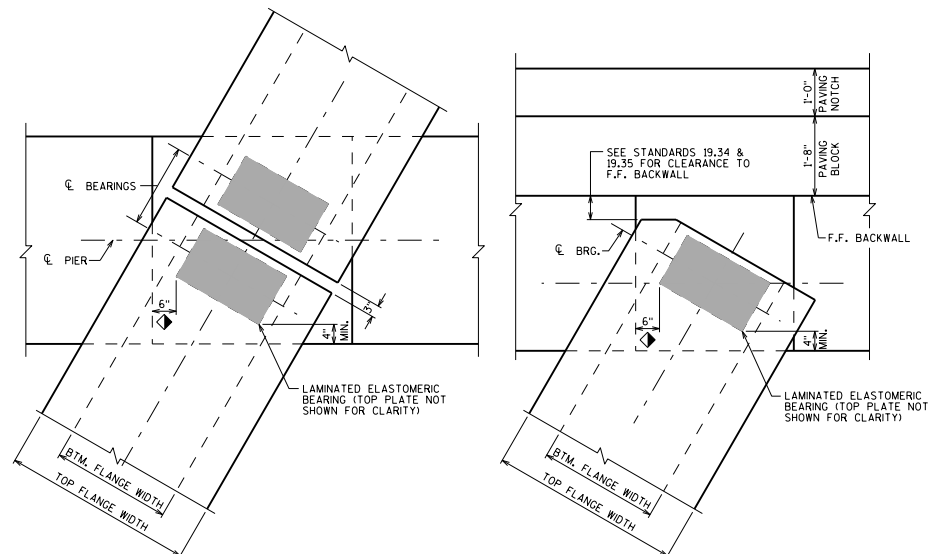 ℄ BEARINGS
℄ PIER
6"
3"
4"
MIN.
LAMINATED ELASTOMERIC
BEARING (TOP PLATE NOT
SHOWN FOR CLARITY)
BTM. FLANGE WIDTH
TOP FLANGE WIDTH
1'-0"
PAVING
NOTCH
1'-8"
PAVING
BLOCK
SEE STANDARDS 19.34 &
19.35 FOR CLEARANCE TO
F.F. BACKWALL
F.F. BACKWALL
℄ BRG.
6"
4"
MIN.
LAMINATED ELASTOMERIC
BEARING (TOP PLATE NOT
SHOWN FOR CLARITY)
BTM. FLANGE WIDTH
TOP FLANGE WIDTH